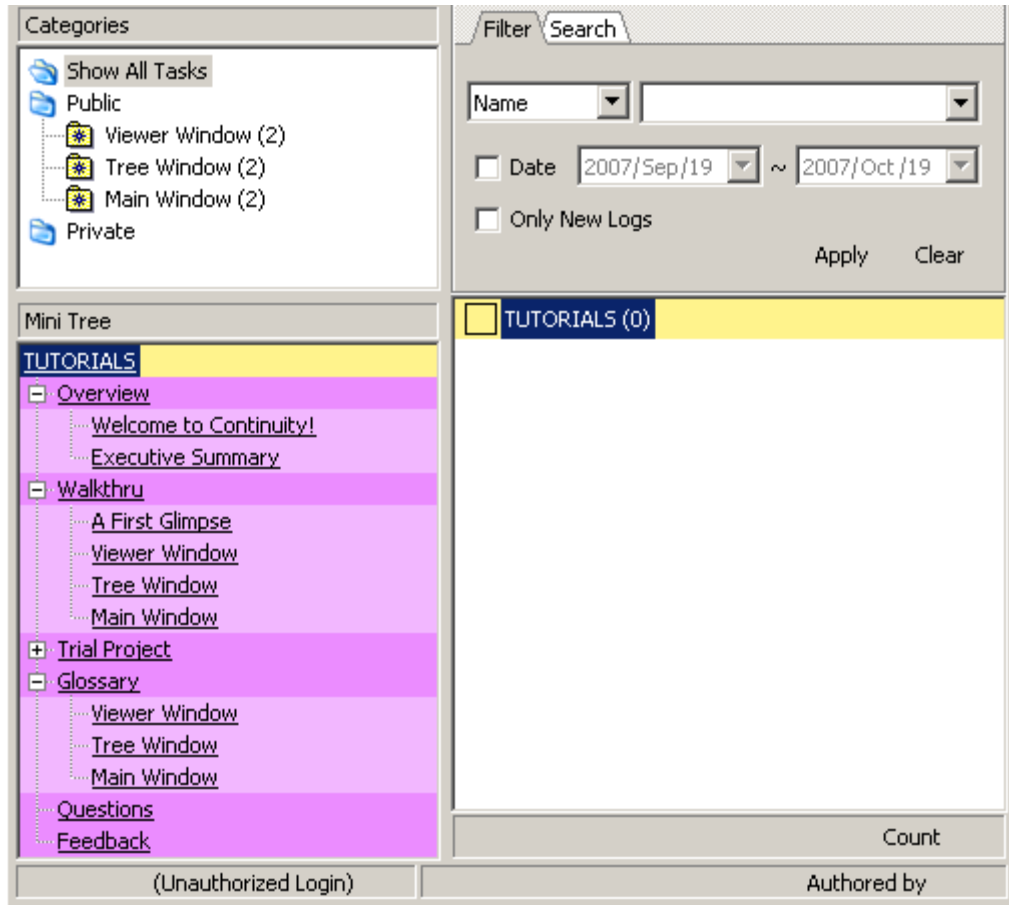 Categories
Show All Tasks
Public
Viewer Window (2)
Tree Window (2)
Main Window (2)
Private
Filter Search
Name
Date 2007/Sep/19 ~ 2007/Oct/19
Only New Logs
Apply Clear
Mini Tree
TUTORIALS
Overview
Welcome to Continuity!
Executive Summary
Walkthru
A First Glimpse
Viewer Window
Tree Window
Main Window
Trial Project
Glossary
Viewer Window
Tree Window
Main Window
Questions
Feedback
TUTORIALS (0)
Count
(Unauthorized Login)
Authored by